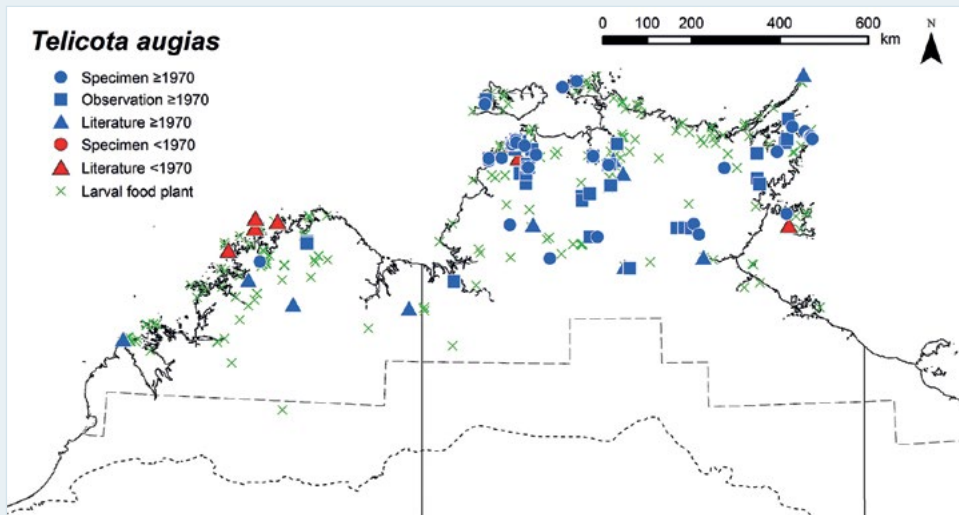 Telicota augias
0 100 200 400 600
km
N
Specimen ≥1970
Observation ≥1970
Literature ≥1970
Specimen <1970
Literature <1970
Larval food plant